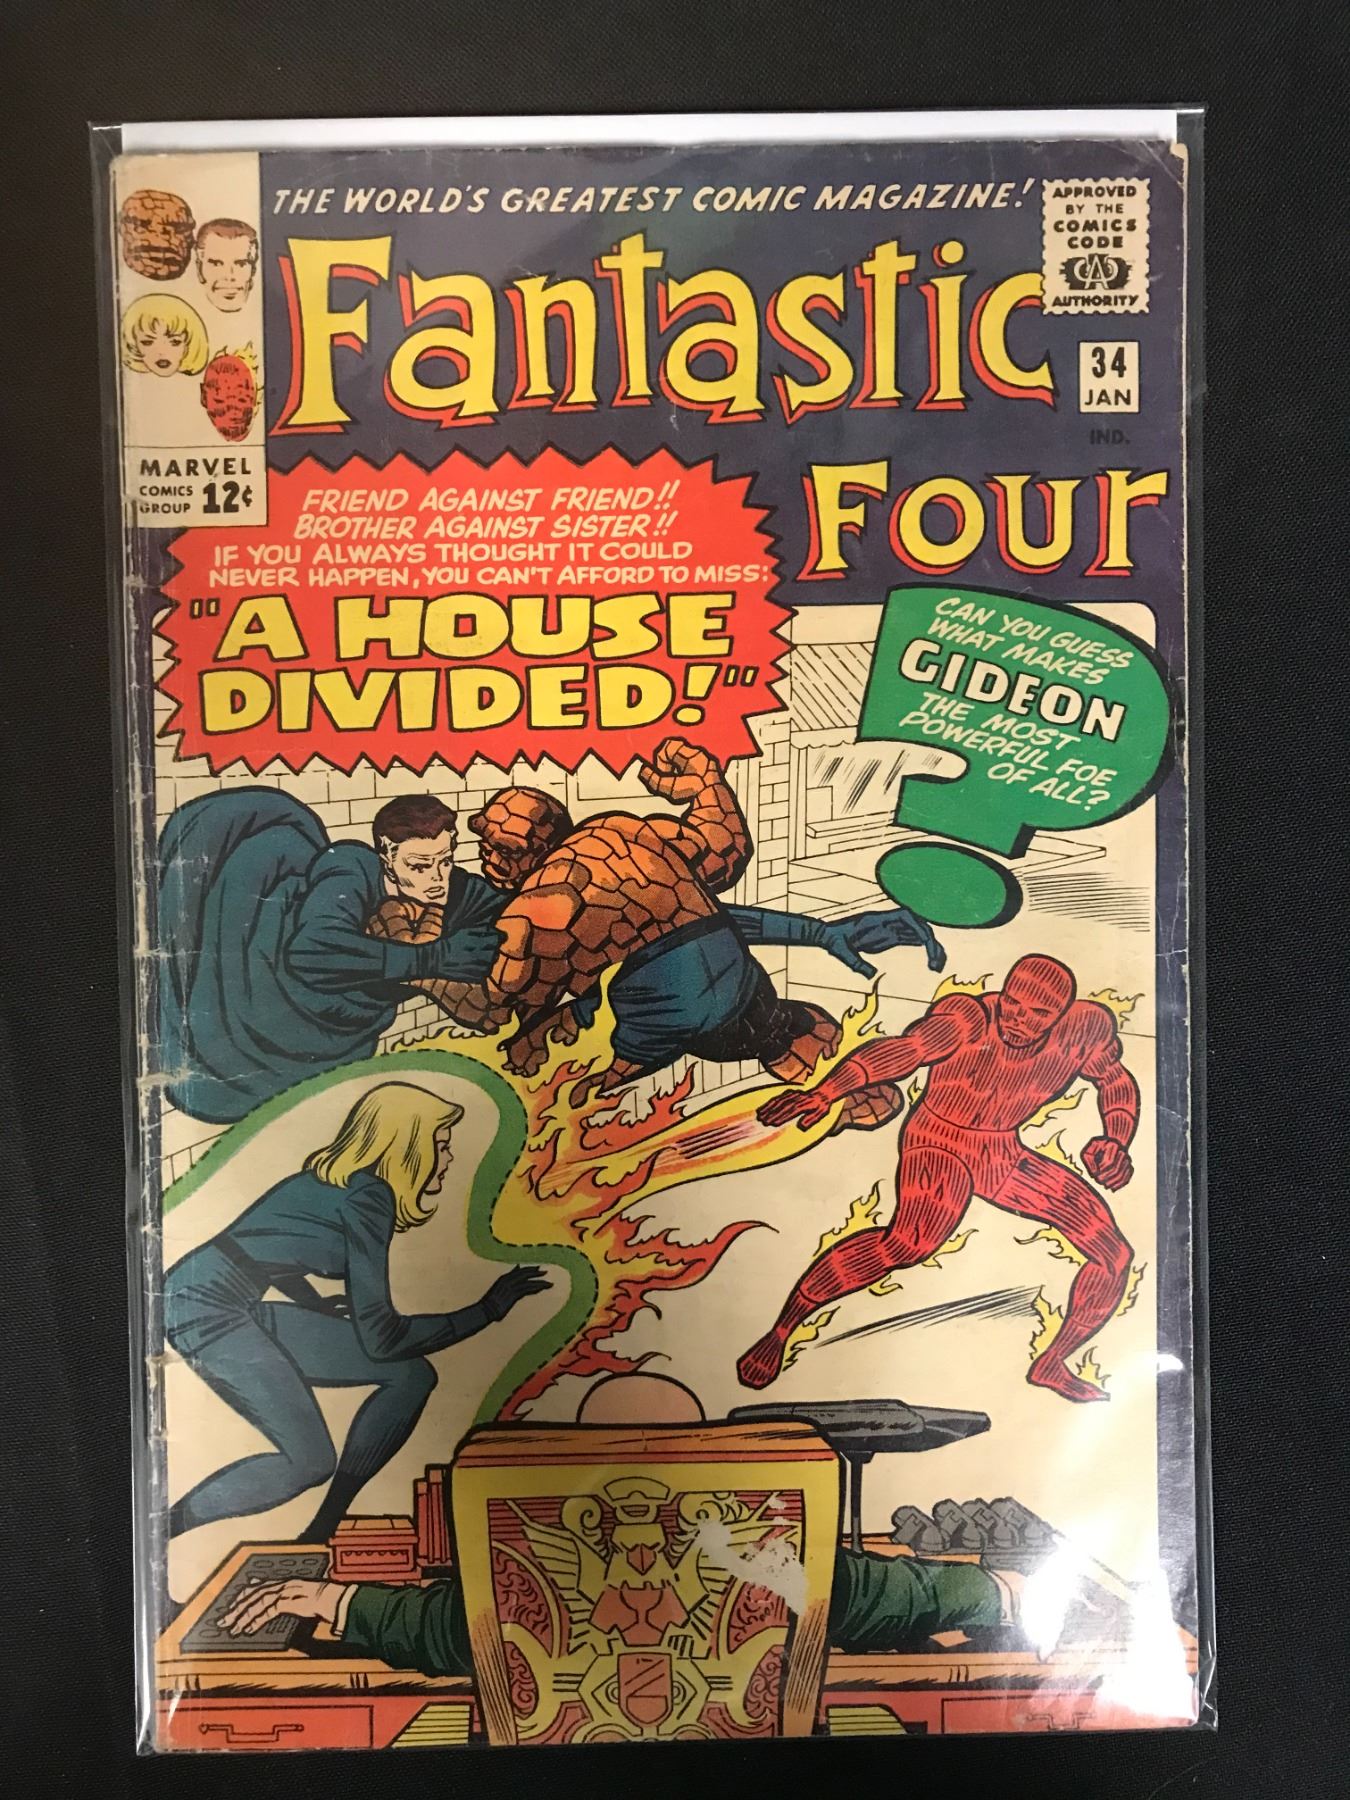 THE WORLD'S GREATEST COMIC MAGAZINE!
APPROVED
BY THE
COMICS
CODE
CA
AUTHORITY
Fantastic
Four
34
JAN
IND.
MARVEL
COMICS
GROUP
12¢
FRIEND AGAINST FRIEND!!
BROTHER AGAINST SISTER!!
IF YOU ALWAYS THOUGHT IT COULD
NEVER HAPPEN, YOU CAN'T AFFORD TO MISS:
"A HOUSE
DIVIDED!"
CAN YOU GUESS
WHAT MAKES
GIDEON
THE MOST
POWERFUL FOE
OF ALL?